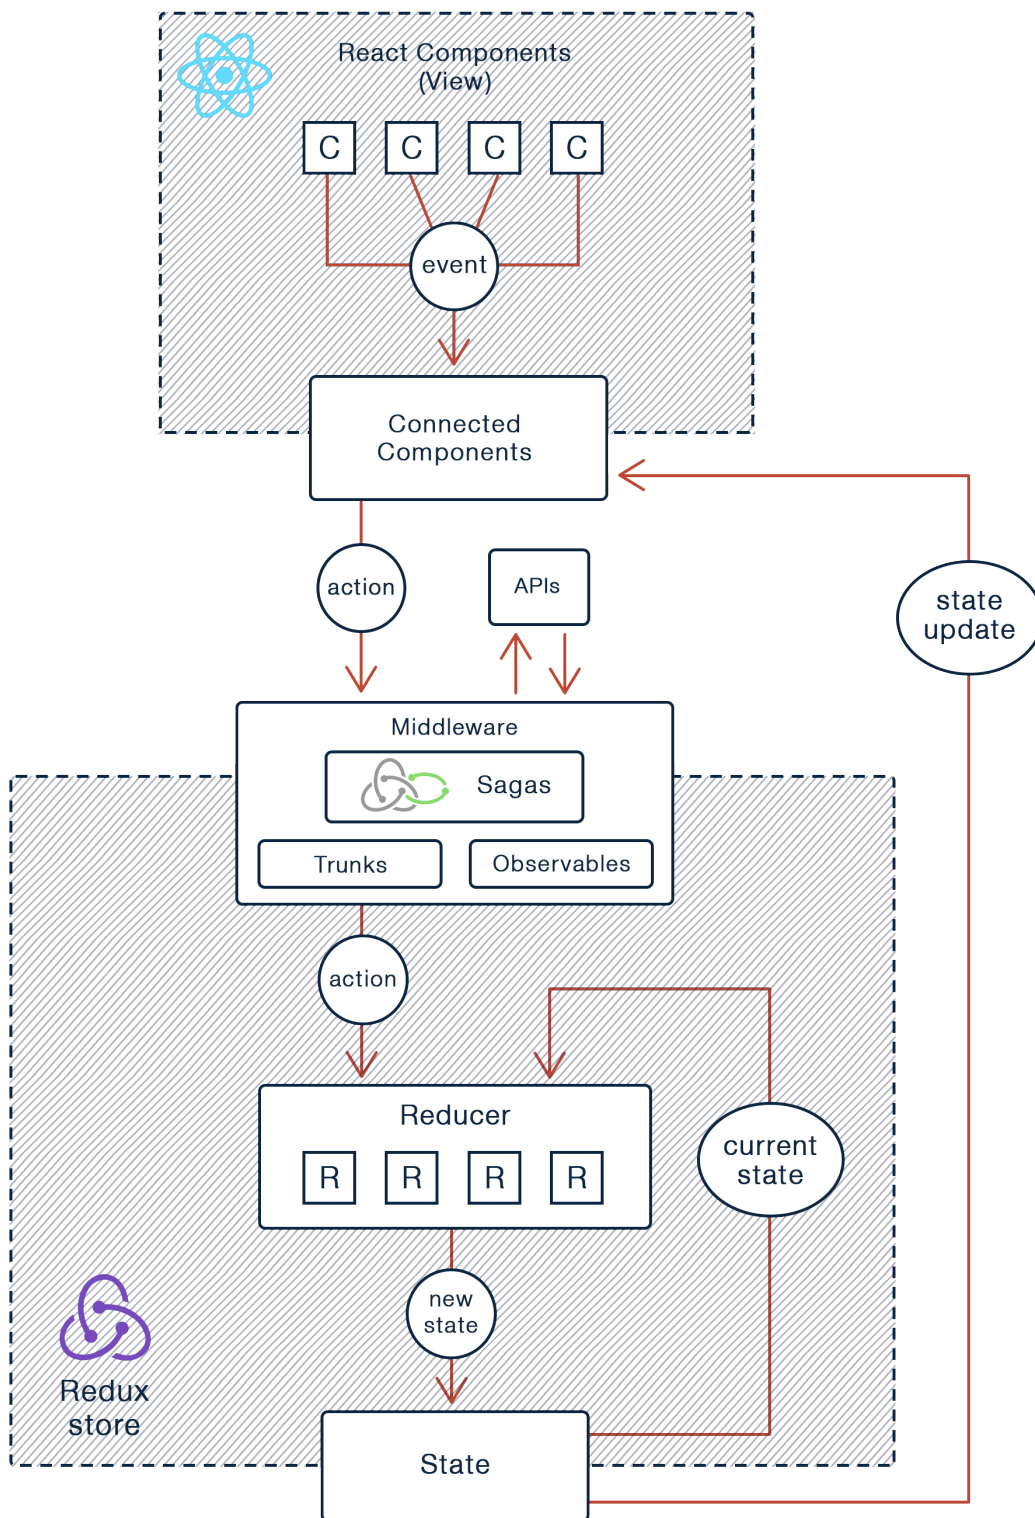 React Components
(View)
C C C C
event
Connected
Components
action
APIs
state
update
Middleware
Sagas
Trunks
Observables
action
Reducer
R R R R
current
state
new
state
Redux
store
State